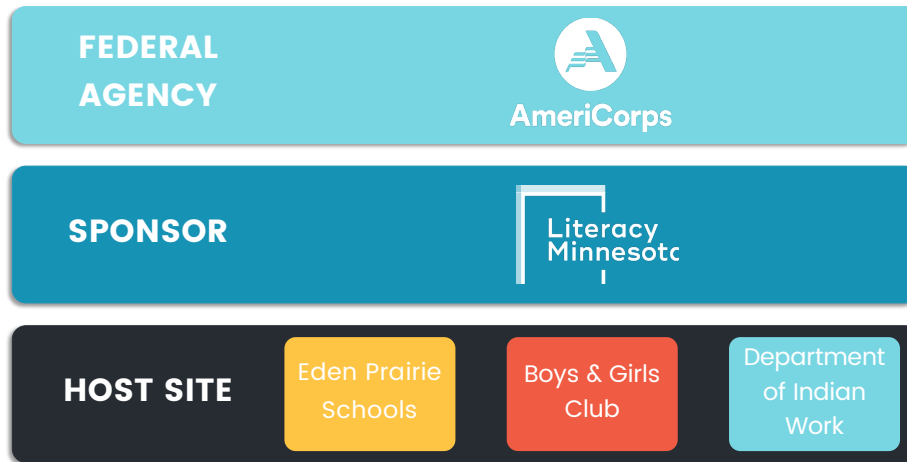 FEDERAL
AGENCY
AmeriCorps
SPONSOR
Literacy
Minnesota
HOST SITE
Eden Prairie
Schools
Boys & Girls
Club
Department
of Indian
Work